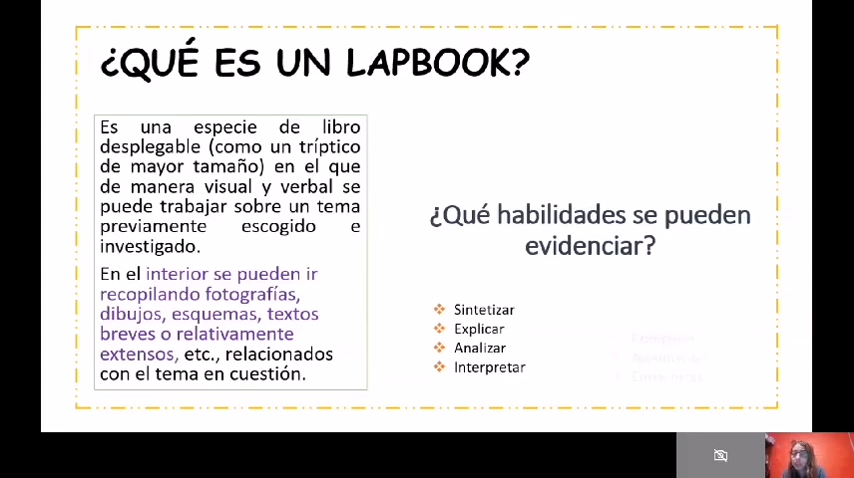 ¿QUÉ ES UN LAPBOOK?
Es una especie de libro
desplegable (como un tríptico
de mayor tamaño) en el que
de manera visual y verbal se
puede trabajar sobre un tema
previamente escogido e
investigado.
En el interior se pueden ir
recopilando fotografías,
dibujos, esquemas, textos
breves o relativamente
extensos, etc., relacionados
con el tema en cuestión.
¿Qué habilidades se pueden
evidenciar?
Sintetizar
Explicar
Analizar
Interpretar